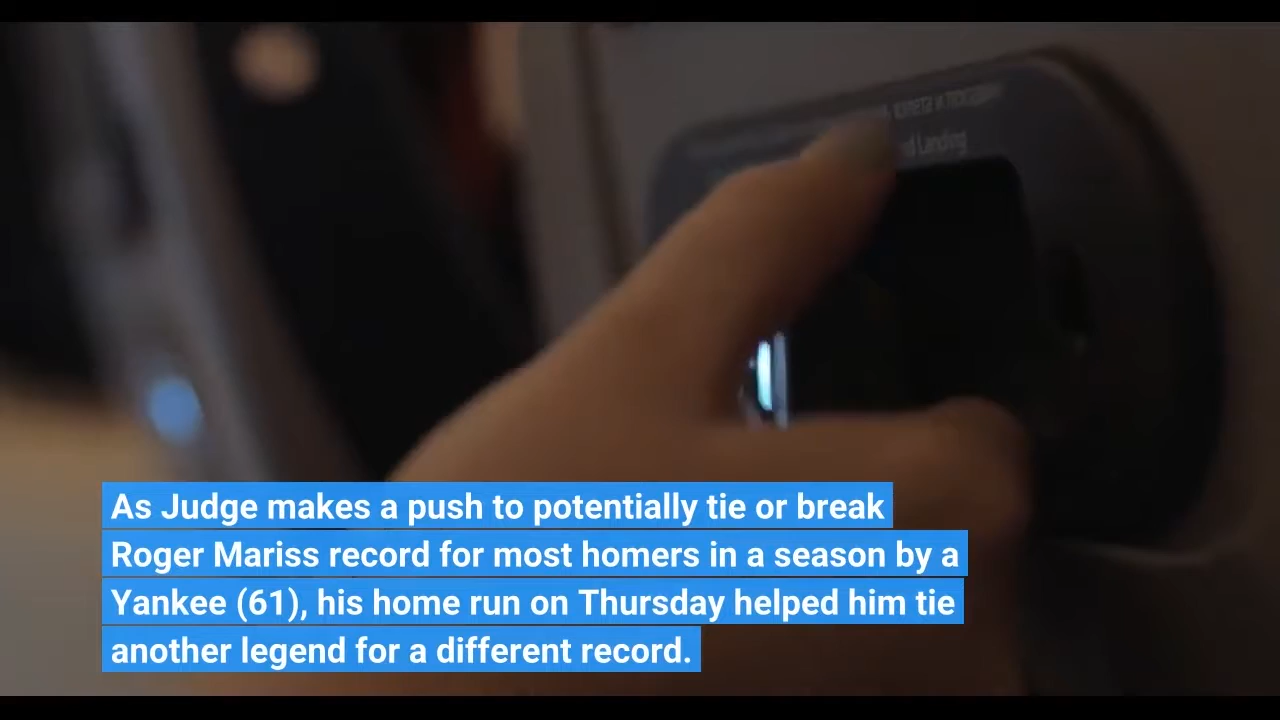 Landing
As Judge makes a push to potentially tie or break
Roger Mariss record for most homers in a season by a
Yankee (61), his home run on Thursday helped him tie
another legend for a different record.